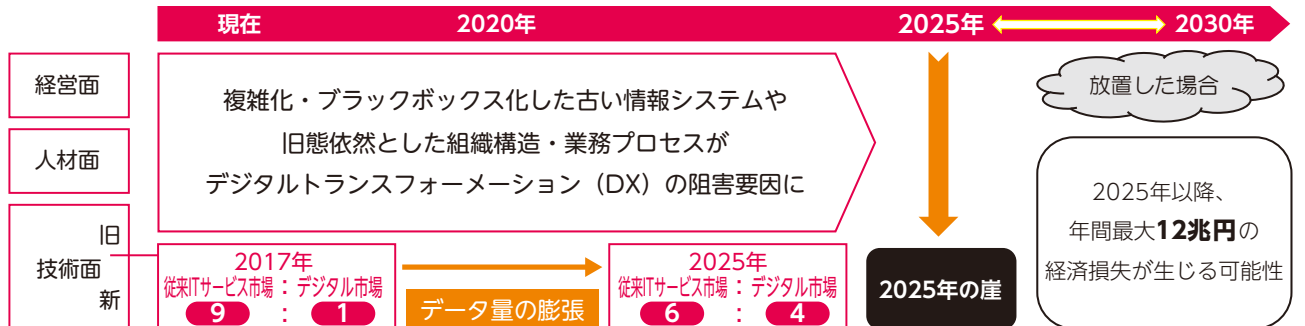 現在
2020年
2025年
2030年
経営面
人材面
旧
技術面
新
複雑化・ブラックボックス化した古い情報システムや
旧態依然とした組織構造・業務プロセスが
デジタルトランスフォーメーション（DX）の阻害要因に
2017年
従来ITサービス市場：デジタル市場
9 : 1
データ量の膨張
2025年
従来ITサービス市場：デジタル市場
6 : 4
2025年の崖
放置した場合
2025年以降、
年間最大12兆円の
経済損失が生じる可能性